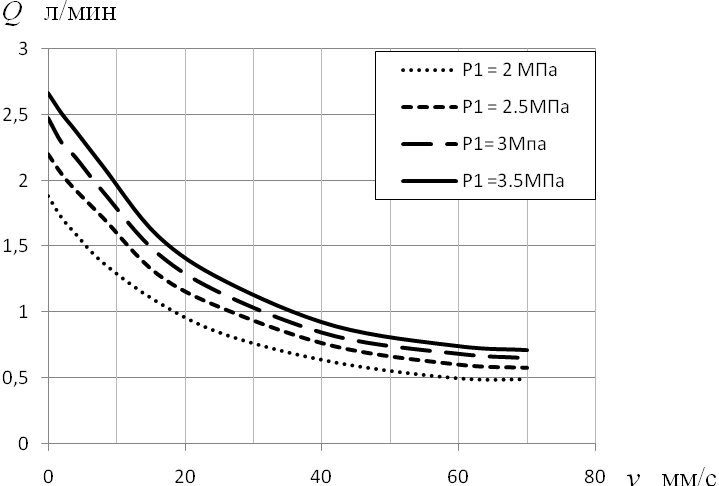 Q л/мин
3
2,5
2
1,5
1
0,5
0
0 20 40 60 80
ν мм/с
P1 = 2 МПа
P1 = 2.5МПа
P1= 3Мпа
P1 =3.5МПа